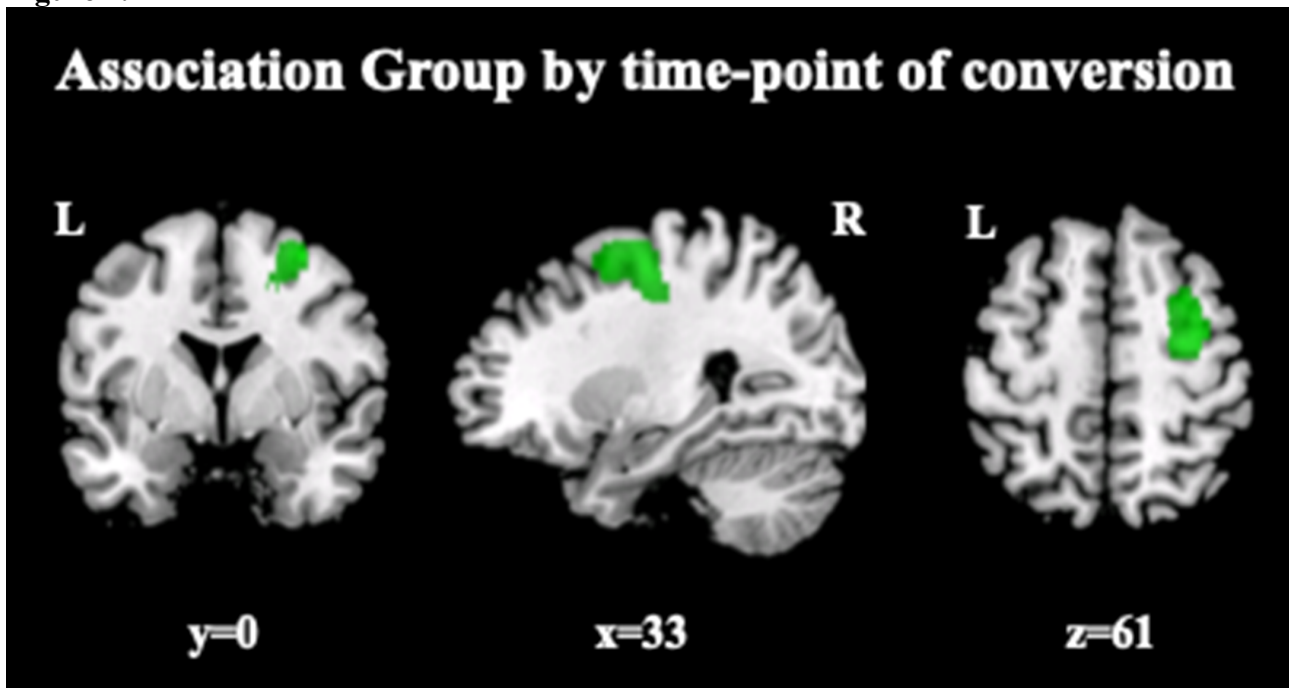 Association Group by time-point of conversion
L
R
L
y=0
x=33
z=61